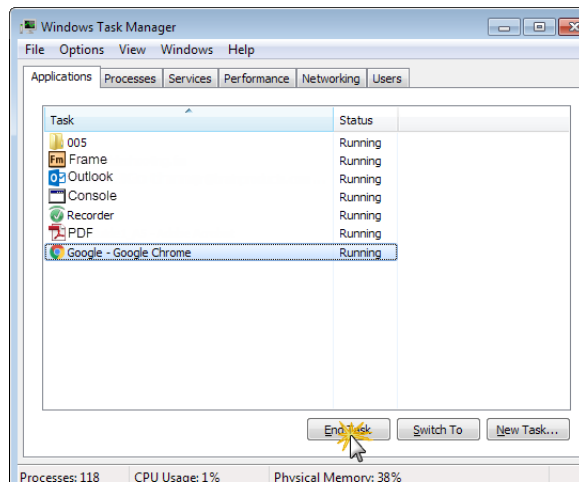 Windows Task Manager
File Options View Windows Help
Applications Processes Services Performance Networking Users
Task Status
005 Running
Fm Frame Running
Outlook Running
Console Running
Recorder Running
PDF Running
Google - Google Chrome Running
End Task Switch To New Task...
Processes: 118 CPU Usage: 1% Physical Memory: 38%